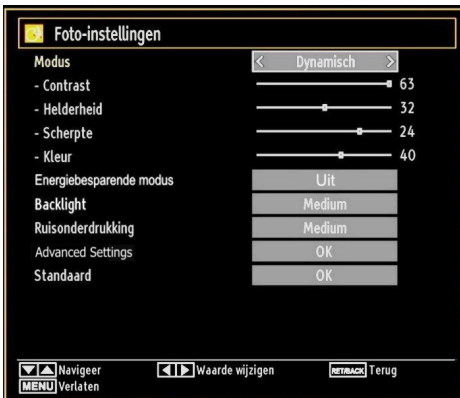 Foto-instellingen
Modus < Dynamisch >
- Contrast 63
- Helderheid 32
- Scherpte 24
- Kleur 40
Energiebesparende modus Uit
Backlight Medium
Ruisonderdrukking Medium
Advanced Settings OK
Standaard OK
Navigeer Waarde wijzigen RET/BACK Terug
MENU Verlaten